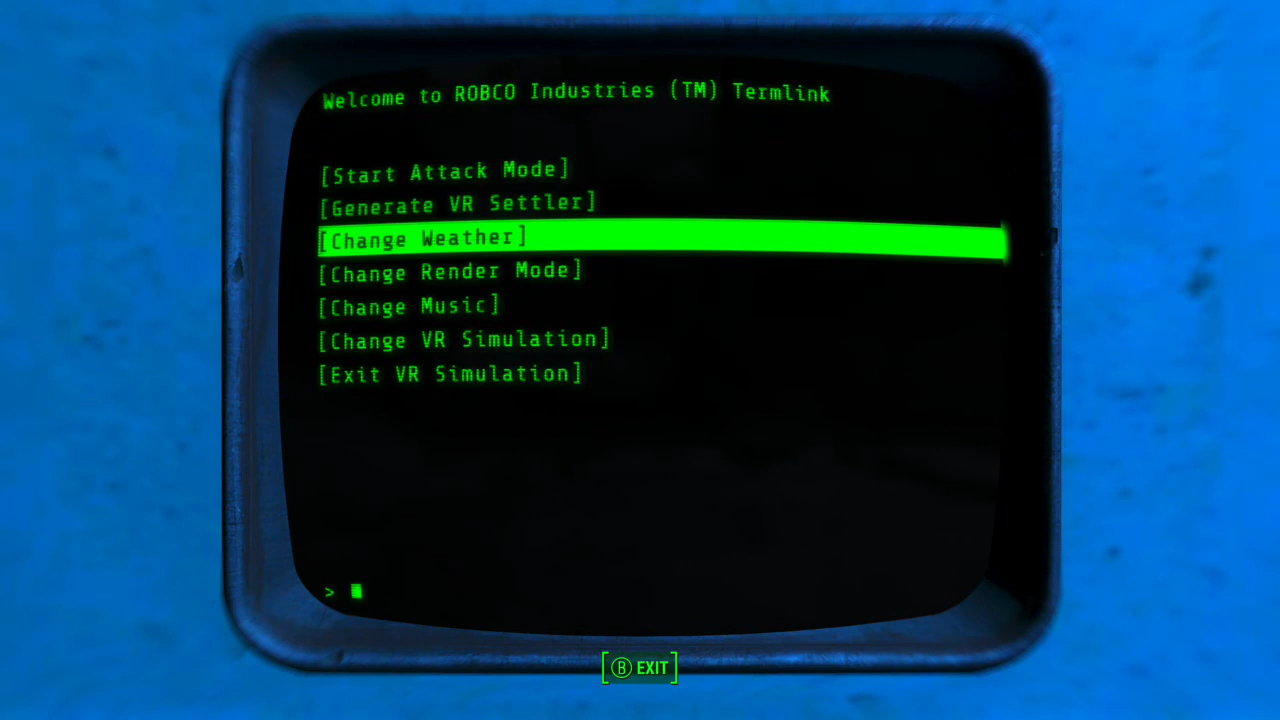 Welcome to ROBCO Industries (TM) Termlink
[Start Attack Mode]
[Generate VR Settler]
[Change Weather]
[Change Render Mode]
[Change Music]
[Change VR Simulation]
[Exit VR Simulation]
>
[Ⓑ EXIT]